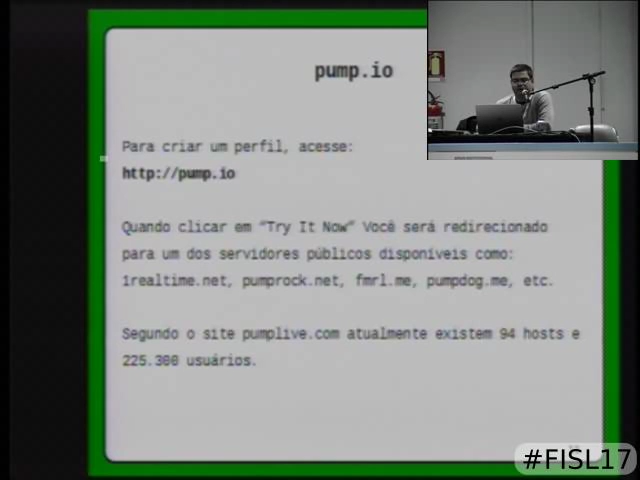 pump.io
Para criar um perfil, acesse:
http://pump.io
Quando clicar em “Try It Now” Você será redirecionado
para um dos servidores públicos disponíveis como:
1realtime.net, pumprock.net, fmrl.me, pumpdog.me, etc.
Segundo o site pumplive.com atualmente existem 94 hosts e
225.300 usuários.
#FISL17